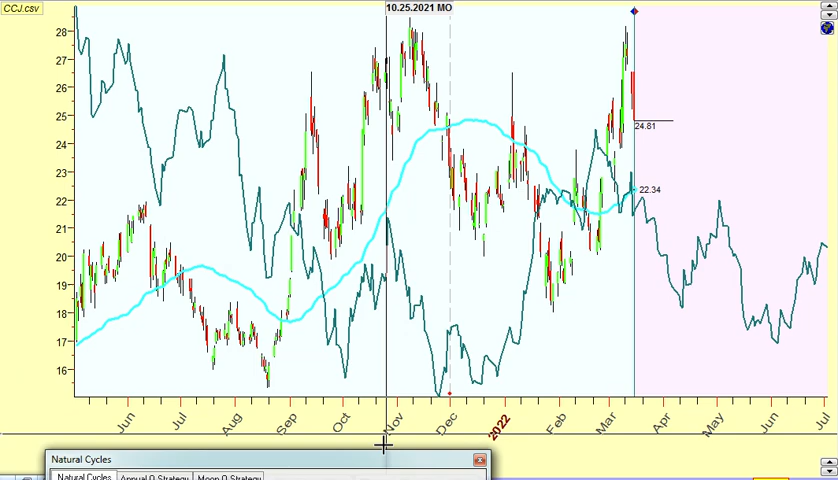 CCJ.csv
10.25.2021 MO
28
27
26
25
24
23
22
21
20
19
18
17
16
24.81
22.34
Jun
Jul
Aug
Sep
Oct
Nov
Dec
2022
Feb
Mar
Apr
May
Jun
Jul
Natural Cycles
Natural Cycles
Annual Q Strategy
Moon Q Strategy